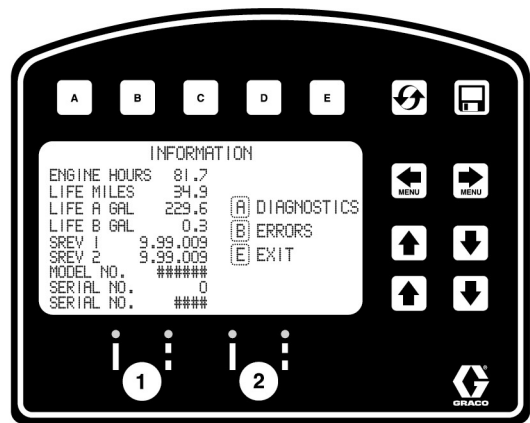 A B C D E
INFORMATION
ENGINE HOURS 81.7
LIFE MILES 34.9
LIFE A GAL 229.6
LIFE B GAL 0.3
SREV 1 9.99.009
SREV 2 9.99.009
MODEL NO. ######
SERIAL NO. 0
SERIAL NO. ####
A DIAGNOSTICS
B ERRORS
E EXIT
MENU MENU
1 2
GRACO